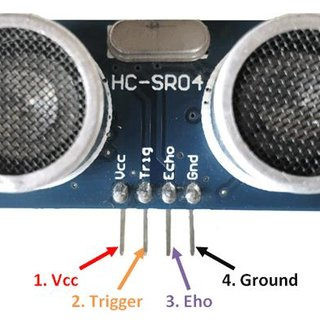 HC-SR04
Vcc
Trig
Echo
Gnd
1. Vcc
4. Ground
2. Trigger
3. Eho